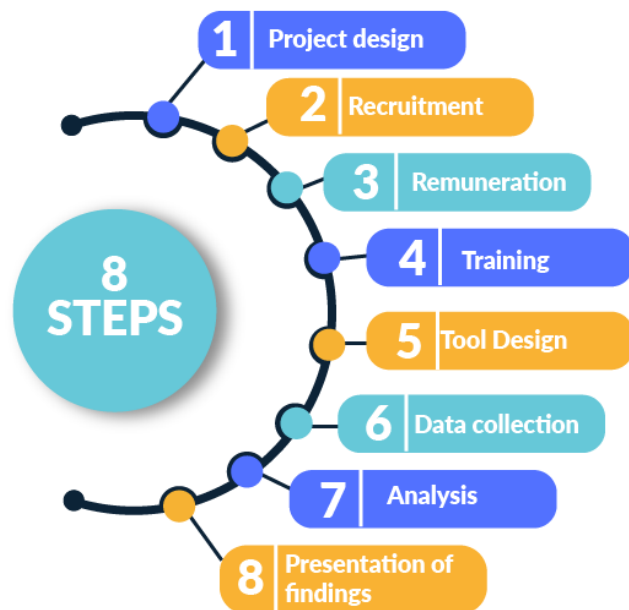 1 Project design
2 Recruitment
3 Remuneration
8
STEPS
4 Training
5 Tool Design
6 Data collection
7 Analysis
8 Presentation of
findings